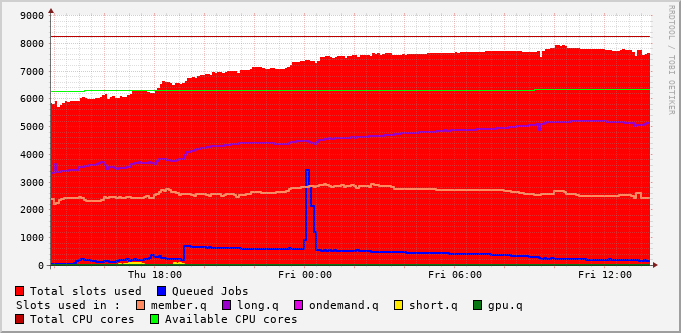 9000
8000
7000
6000
5000
4000
3000
2000
1000
0
Thu 18:00 Fri 00:00 Fri 06:00 Fri 12:00
Total slots used Queued Jobs
Slots used in : member.q long.q ondemand.q short.q gpu.q
Total CPU cores Available CPU cores
RRDTOOL / TOBI OETIKER